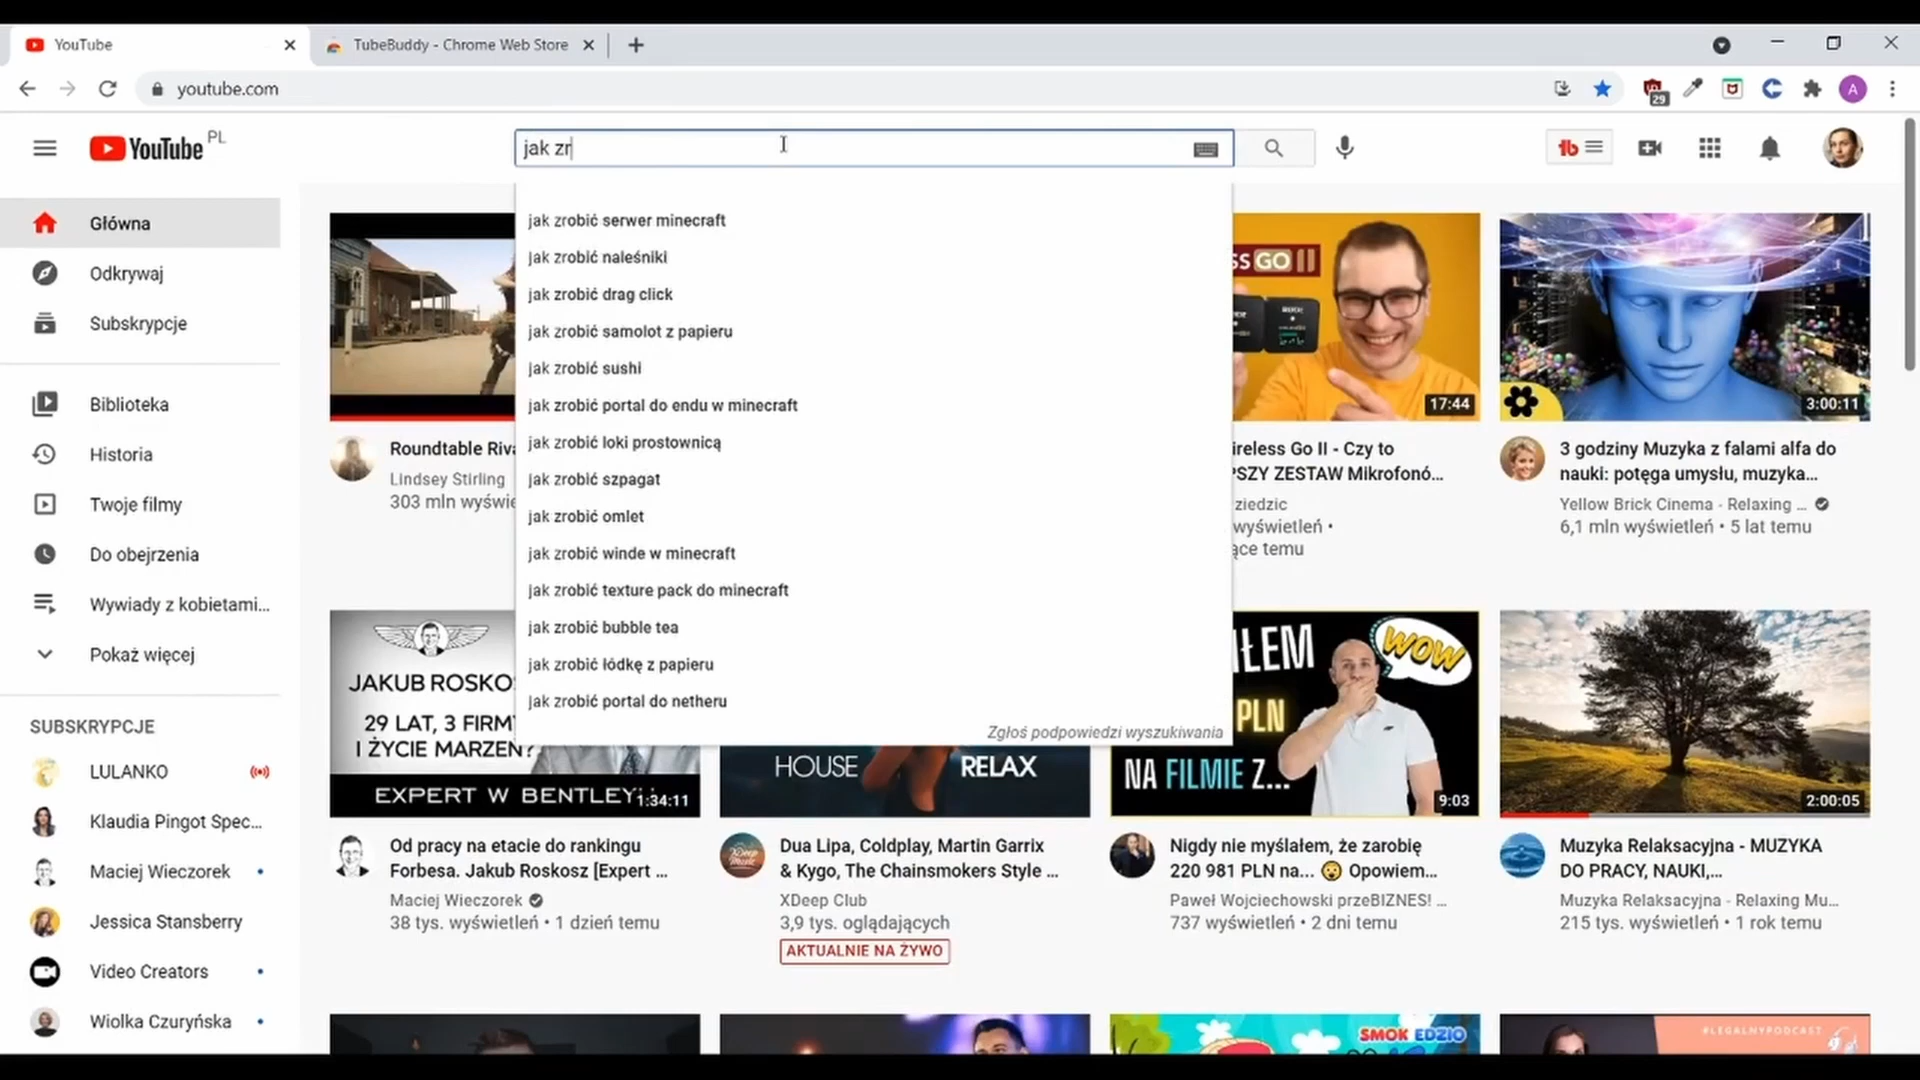 YouTube
TubeBuddy - Chrome Web Store
youtube.com
29
A
YouTube PL
jak zr
jak zrobić serwer minecraft
jak zrobić naleśniki
jak zrobić drag click
jak zrobić samolot z papieru
jak zrobić sushi
jak zrobić portal do endu w minecraft
jak zrobić loki prostownicą
jak zrobić szpagat
jak zrobić omlet
jak zrobić winde w minecraft
jak zrobić texture pack do minecraft
jak zrobić bubble tea
jak zrobić łódkę z papieru
jak zrobić portal do netheru
Zgłoś podpowiedzi wyszukiwania
Główna
Odkrywaj
Subskrypcje
Biblioteka
Historia
Twoje filmy
Do obejrzenia
Wywiady z kobietami...
Pokaż więcej
SUBSKRYPCJE
LULANKO
Klaudia Pingot Spec...
Maciej Wieczorek
Jessica Stansberry
Video Creators
Wiolka Czuryńska
Lindsey Stirling
303 mln
GO II
17:44
ireless Go II - Czy to
ZESTAW Mikrofonó...
ziedzic
wyświetleń •
temu
3:00:11
3 godziny Muzyka z falami alfa do
nauki: potęga umysłu, muzyka...
Yellow Brick Cinema - Relaxing ...
6,1 mln wyświetleń • 5 lat temu
JAKUB ROSKO
29 LAT, 3 FIRM
I ŻYCIE MARZEŃ?
EXPERT W BENTLEY
1:34:11
Od pracy na etacie do rankingu
Forbesa. Jakub Roskosz [Expert ...
Maciej Wieczorek
38 tys. wyświetleń • 1 dzień temu
HOUSE RELAX
Dua Lipa, Coldplay, Martin Garrix
& Kygo, The Chainsmokers Style ...
XDeep Club
3,9 tys. oglądających
AKTUALNIE NA ŻYWO
IŁEM
PLN
NA FILMIE Z...
WOW
9:03
Nigdy nie myślałem, że zarobię
220 981 PLN na... 😮 Opowiem...
Paweł Wojciechowski przeBIZNES! ...
737 wyświetleń • 2 dni temu
2:00:05
Muzyka Relaksacyjna - MUZYKA
DO PRACY, NAUKI,...
Muzyka Relaksacyjna - Relaxing Mu...
215 tys. wyświetleń • 1 rok temu
SMOK EDZIO
#LEGALNYPODCAST